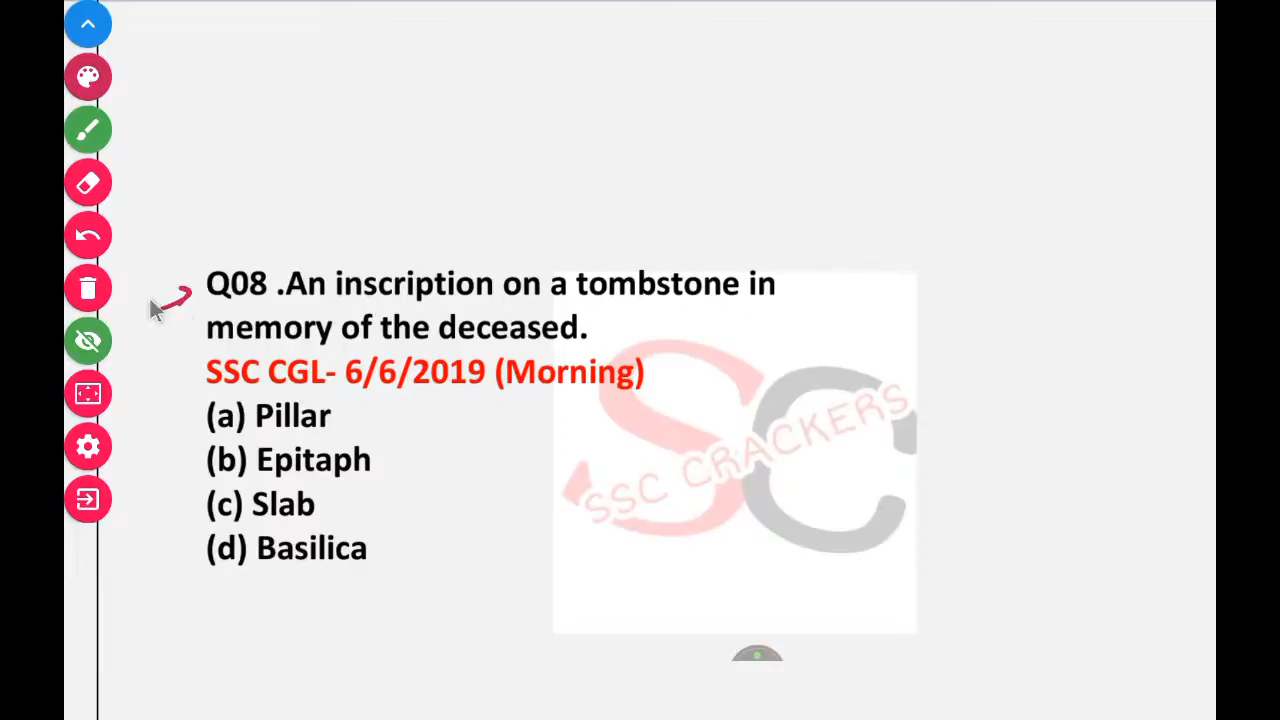 Q08 .An inscription on a tombstone in
memory of the deceased.
SSC CGL- 6/6/2019 (Morning)
(a) Pillar
(b) Epitaph
(c) Slab
(d) Basilica
SSC CRACKERS